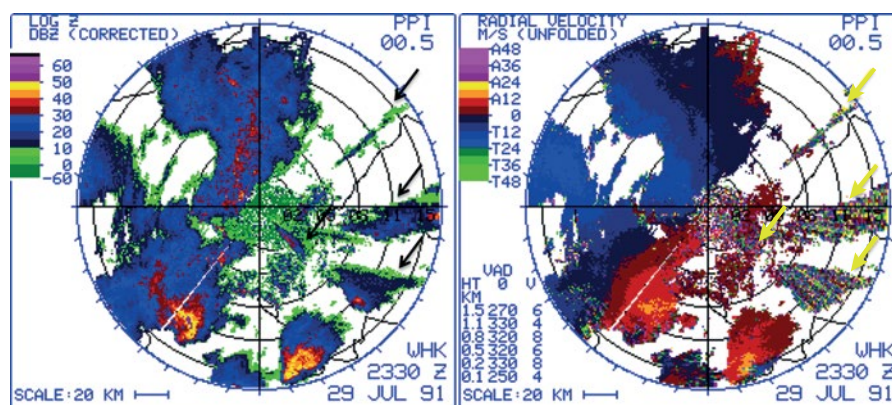 LOG Z
DBZ (CORRECTED)
PPI
00.5
60
50
40
30
20
10
0
-60
WHK
2330 Z
29 JUL 91
SCALE:20 KM
RADIAL VELOCITY
M/S (UNFOLDED)
PPI
00.5
A48
A36
A24
A12
0
T12
T24
T36
T48
VAD
HT 0 V
KM
1.5 270 6
1.1 330 4
0.8 320 8
0.5 320 6
0.2 330 8
0.1 250 4
WHK
2330 Z
29 JUL 91
SCALE:20 KM